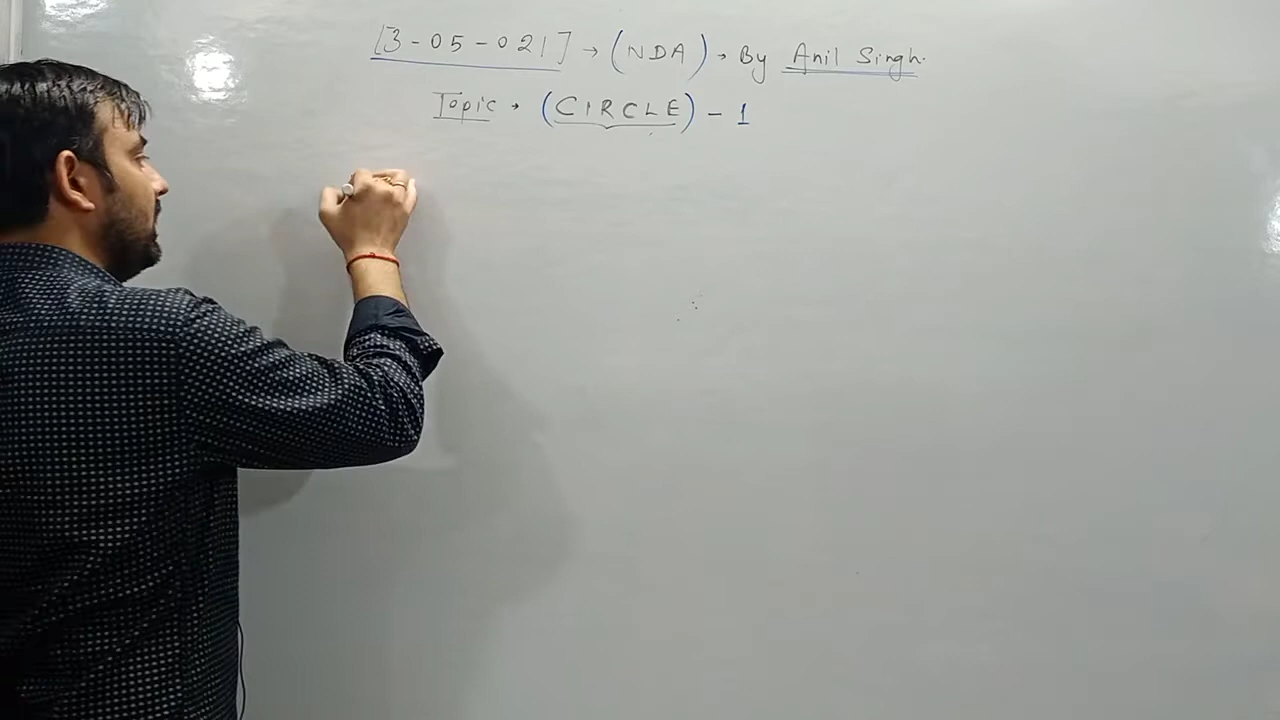 [3-05-021] → (NDA) → By Anil Singh.
Topic → (CIRCLE) - 1